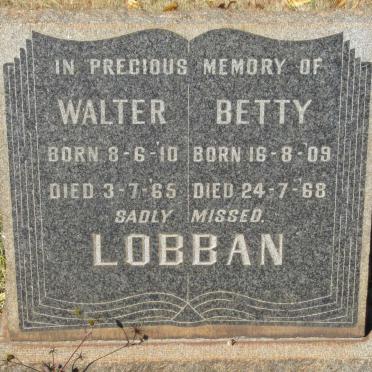 IN PRECIOUS MEMORY OF
WALTER BETTY
BORN 8-6-'10 BORN 16-8-'09
DIED 3-7-'65 DIED 24-7-'68
SADLY MISSED.
LOBBAN